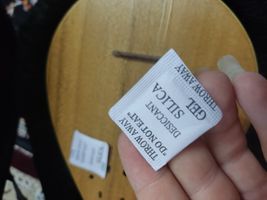 THROW AWAY
"DO NOT EAT"
DESICCANT
SILICA
GEL
THROW AWAY